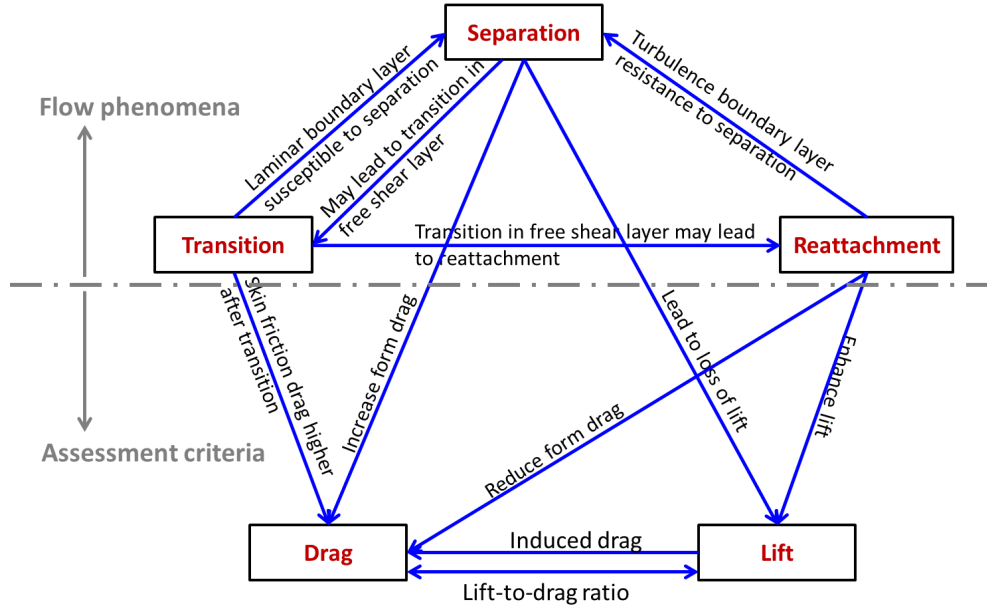 Separation
Laminar boundary layer
susceptible to separation
May lead to transition in
free shear layer
Turbulence boundary layer
resistance to separation
Flow phenomena
Transition
Transition in free shear layer may lead
to reattachment
Reattachment
Skin friction drag higher
after transition
Increase form drag
Lead to loss of lift
Enhance lift
Reduce form drag
Assessment criteria
Drag
Induced drag
Lift
Lift-to-drag ratio